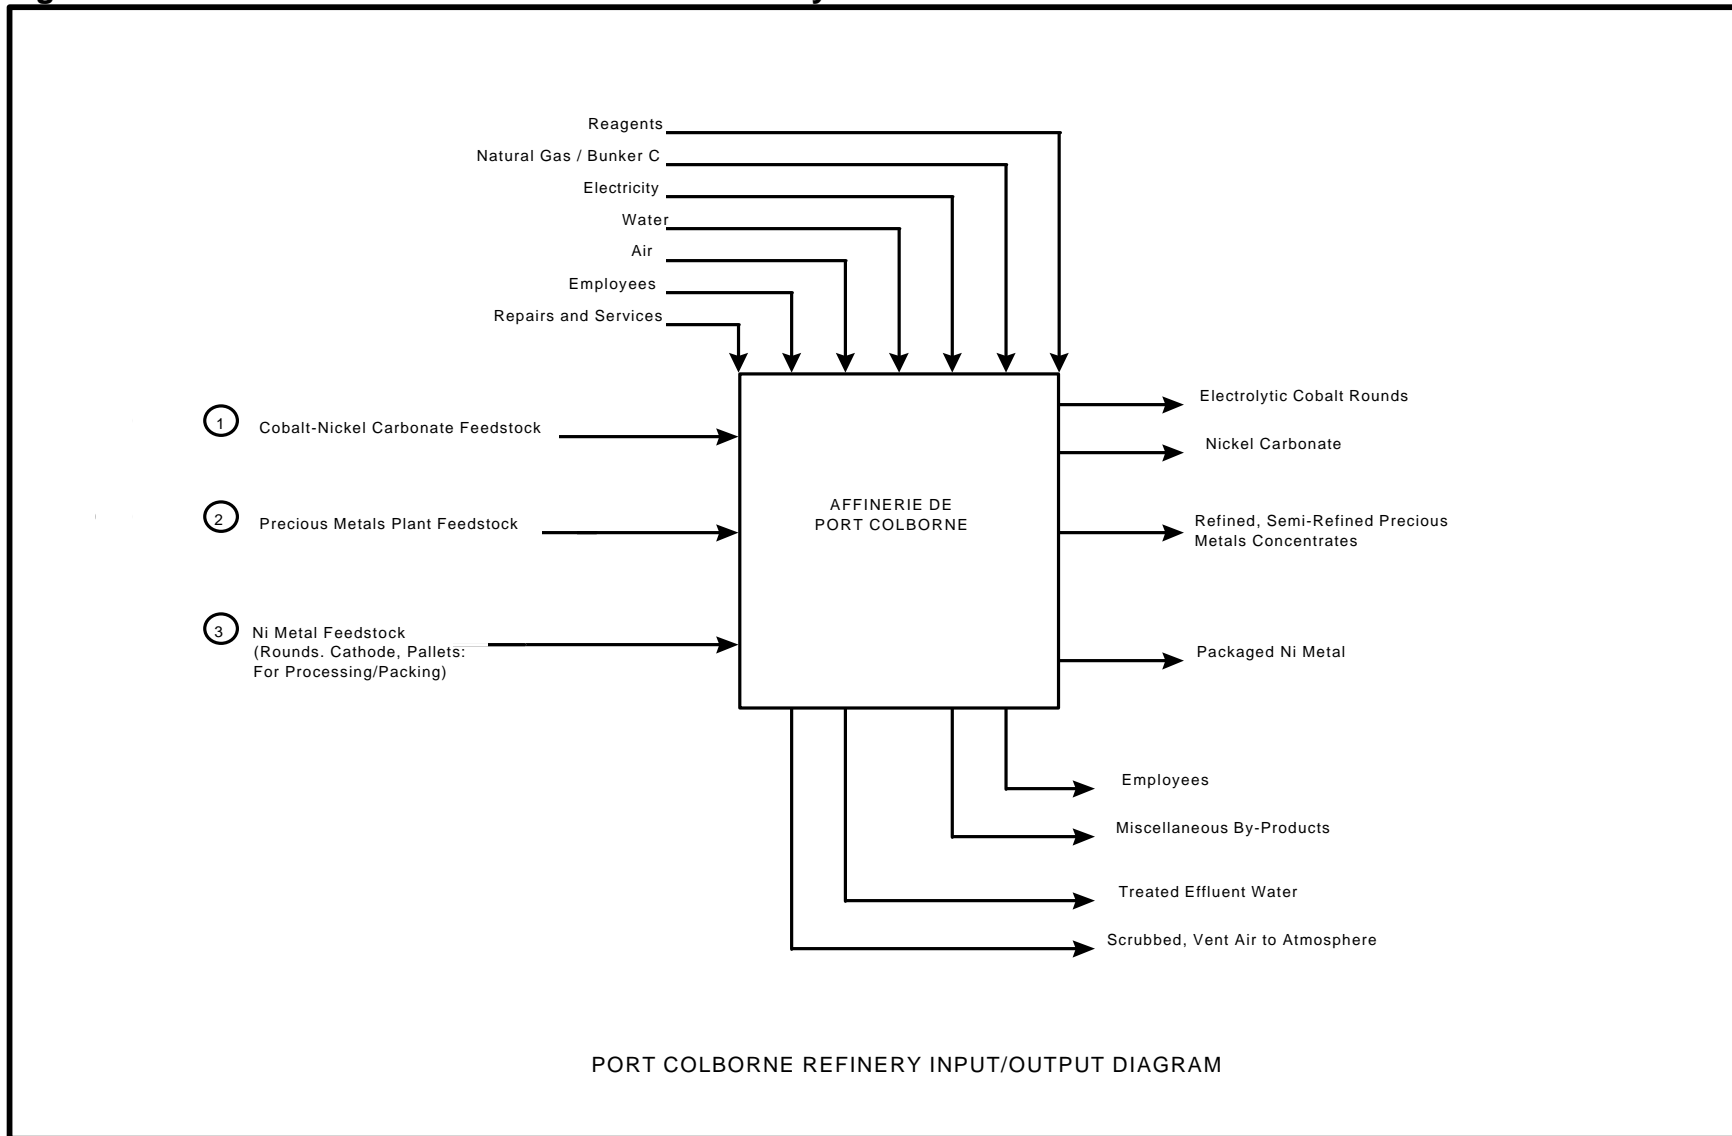 Reagents
Natural Gas / Bunker C
Electricity
Water
Air
Employees
Repairs and Services
1
Cobalt-Nickel Carbonate Feedstock
2
Precious Metals Plant Feedstock
3
Ni Metal Feedstock
(Rounds. Cathode, Pallets:
For Processing/Packing)
AFFINERIE DE
PORT COLBORNE
Electrolytic Cobalt Rounds
Nickel Carbonate
Refined, Semi-Refined Precious
Metals Concentrates
Packaged Ni Metal
Employees
Miscellaneous By-Products
Treated Effluent Water
Scrubbed, Vent Air to Atmosphere
PORT COLBORNE REFINERY INPUT/OUTPUT DIAGRAM